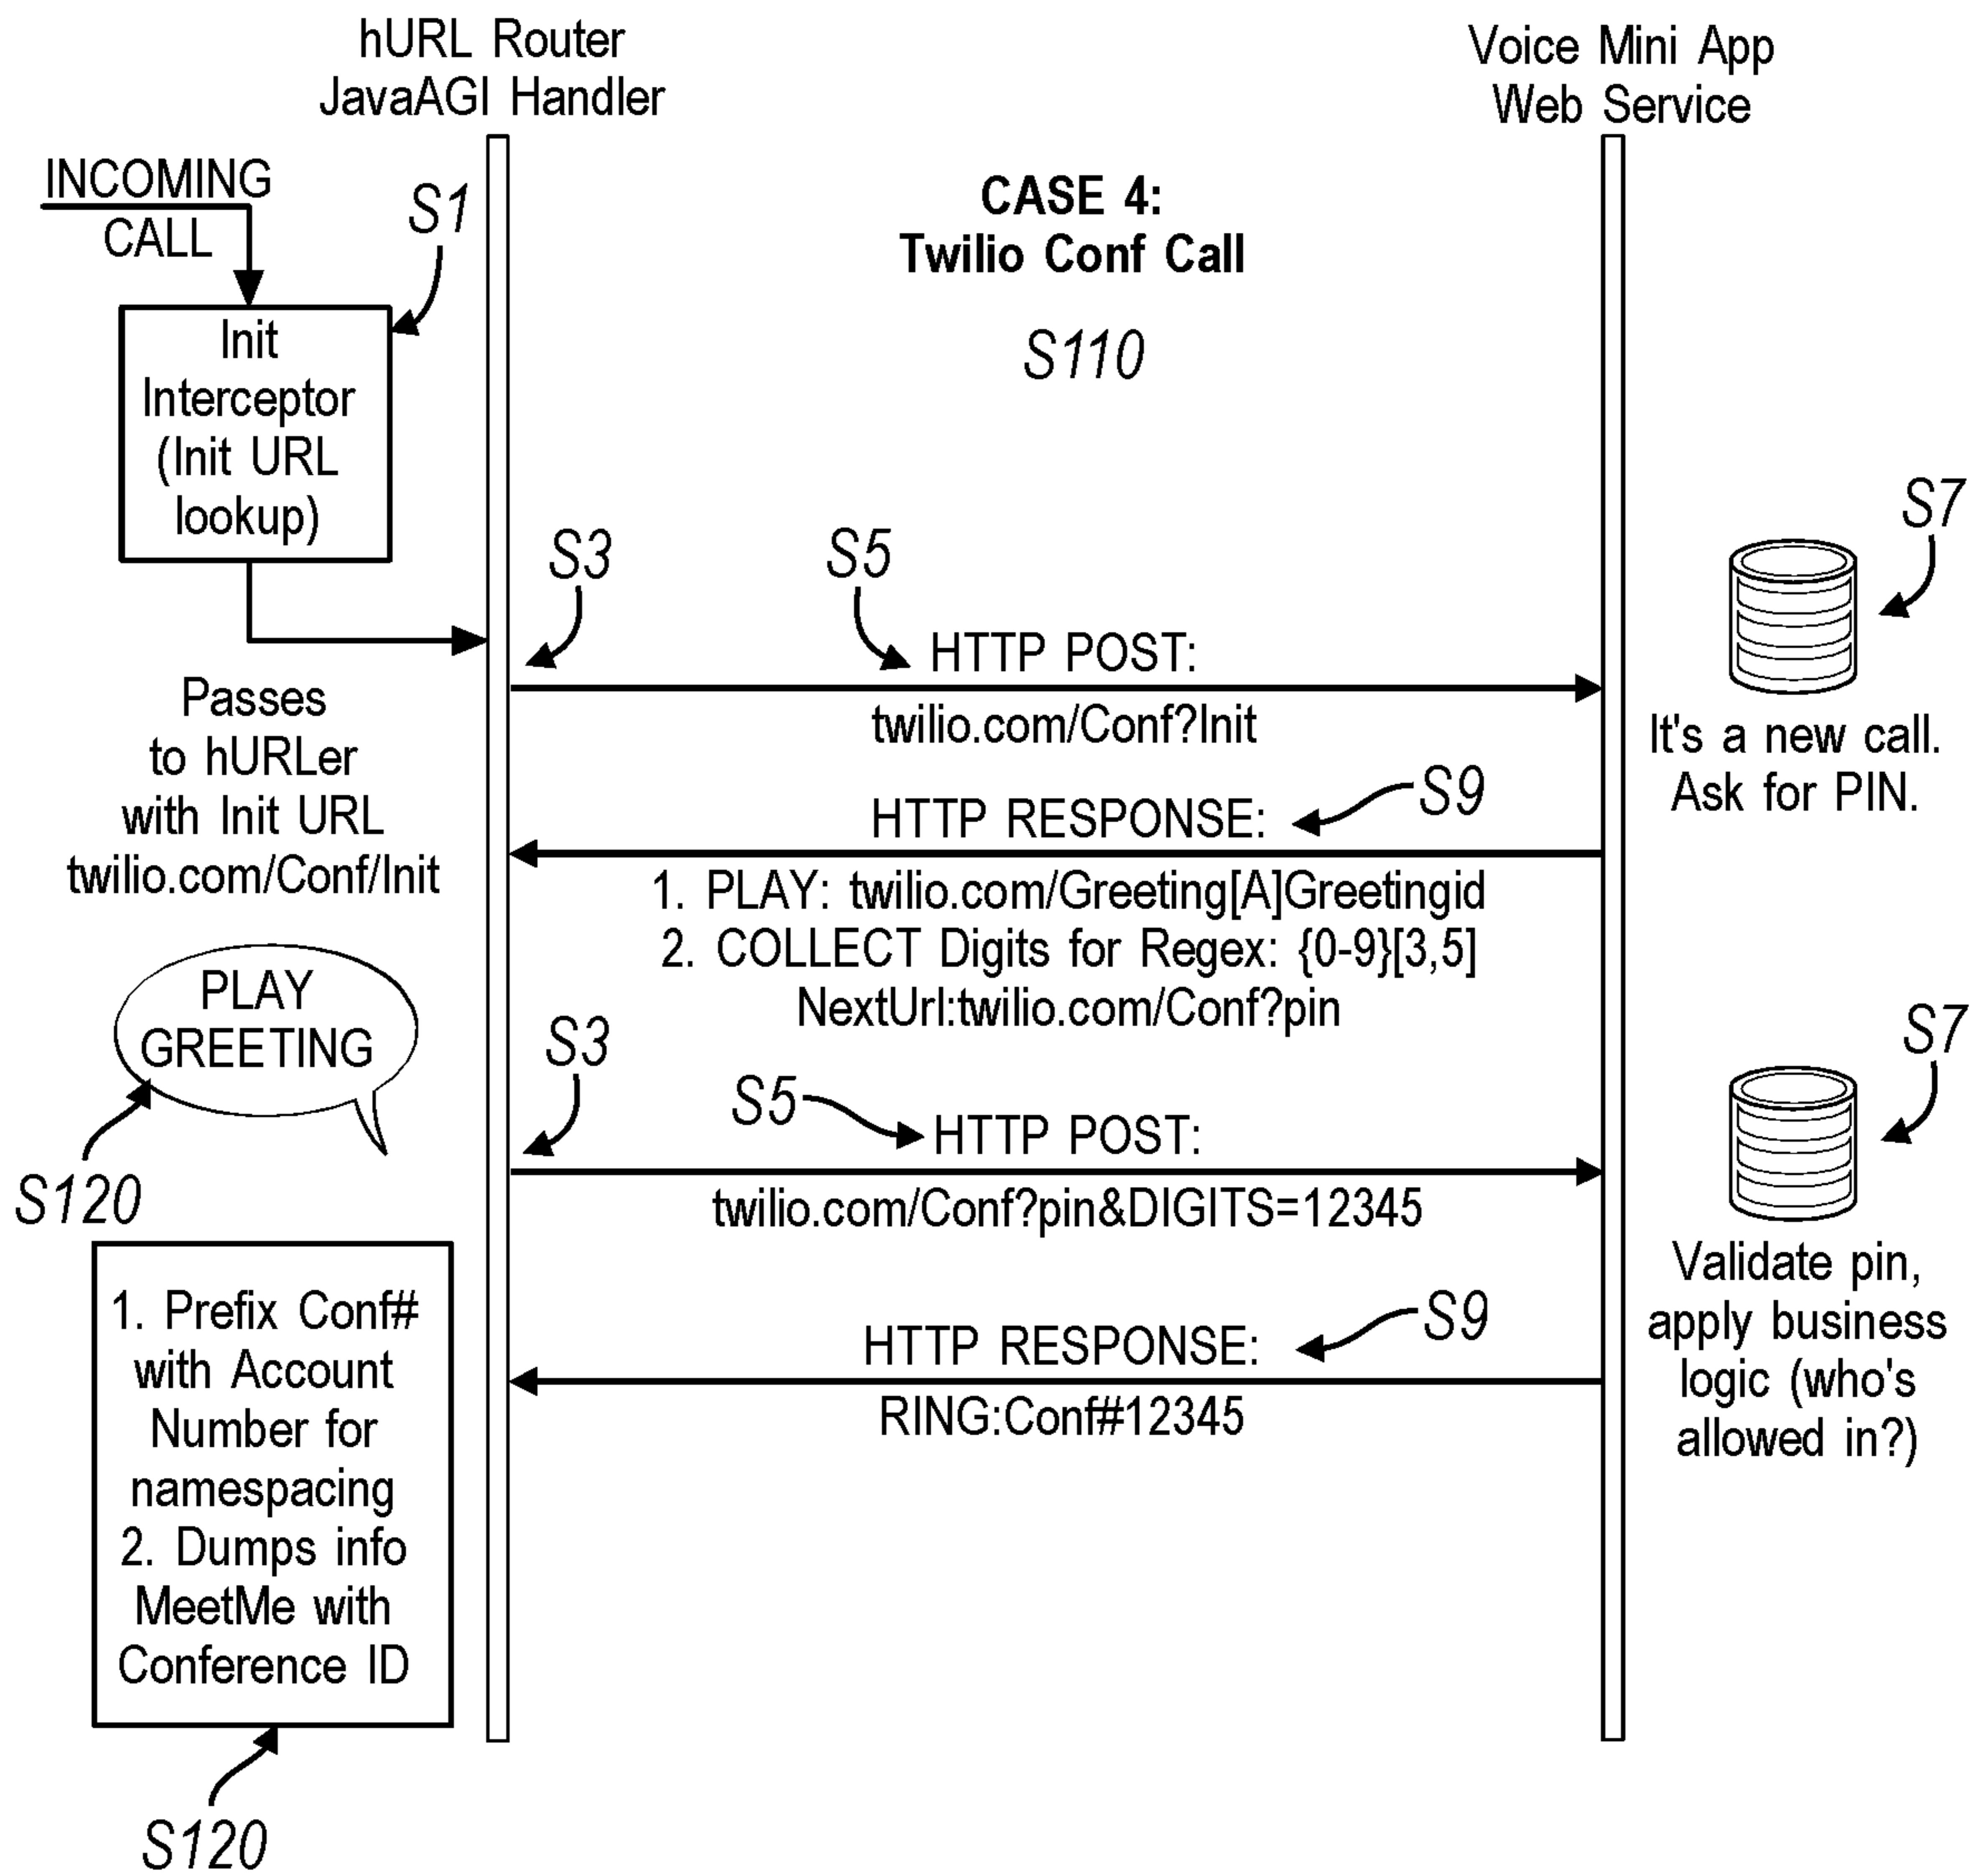 hURL Router
JavaAGI Handler
Voice Mini App
Web Service
INCOMING
CALL
S1
CASE 4:
Twilio Conf Call
S110
Init
Interceptor
(Init URL
lookup)
S3
S5
S7
HTTP POST:
twilio.com/Conf?Init
It's a new call.
Ask for PIN.
Passes
to hURLer
with Init URL
twilio.com/Conf/Init
HTTP RESPONSE:
S9
1. PLAY: twilio.com/Greeting[A]Greetingid
2. COLLECT Digits for Regex: {0-9}[3,5]
NextUrl:twilio.com/Conf?pin
PLAY
GREETING
S120
S3
S5
HTTP POST:
twilio.com/Conf?pin&DIGITS=12345
S7
Validate pin,
apply business
logic (who's
allowed in?)
HTTP RESPONSE:
S9
RING:Conf#12345
1. Prefix Conf#
with Account
Number for
namespacing
2. Dumps info
MeetMe with
Conference ID
S120